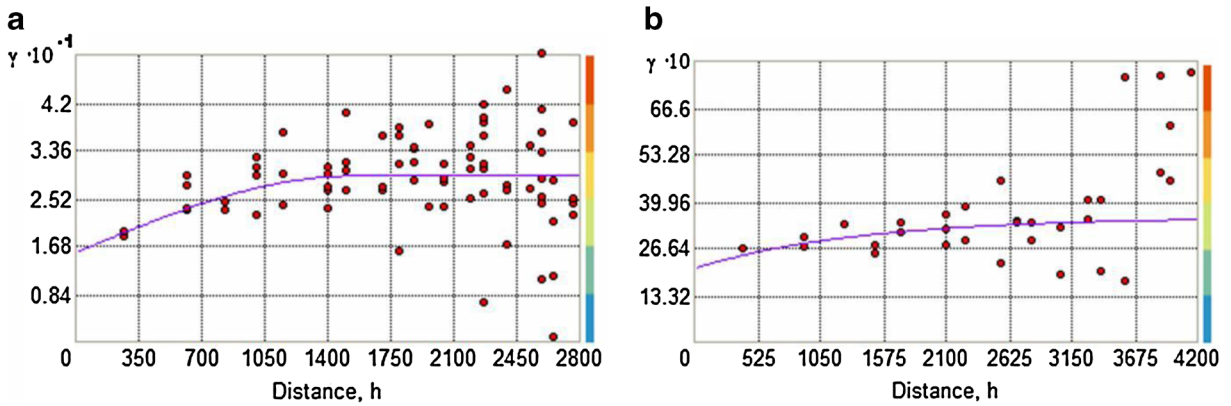 a
γ ·10⁻¹
4.2
3.36
2.52
1.68
0.84
0 350 700 1050 1400 1750 2100 2450 2800
Distance, h
b
γ ·10
66.6
53.28
39.96
26.64
13.32
0 525 1050 1575 2100 2625 3150 3675 4200
Distance, h